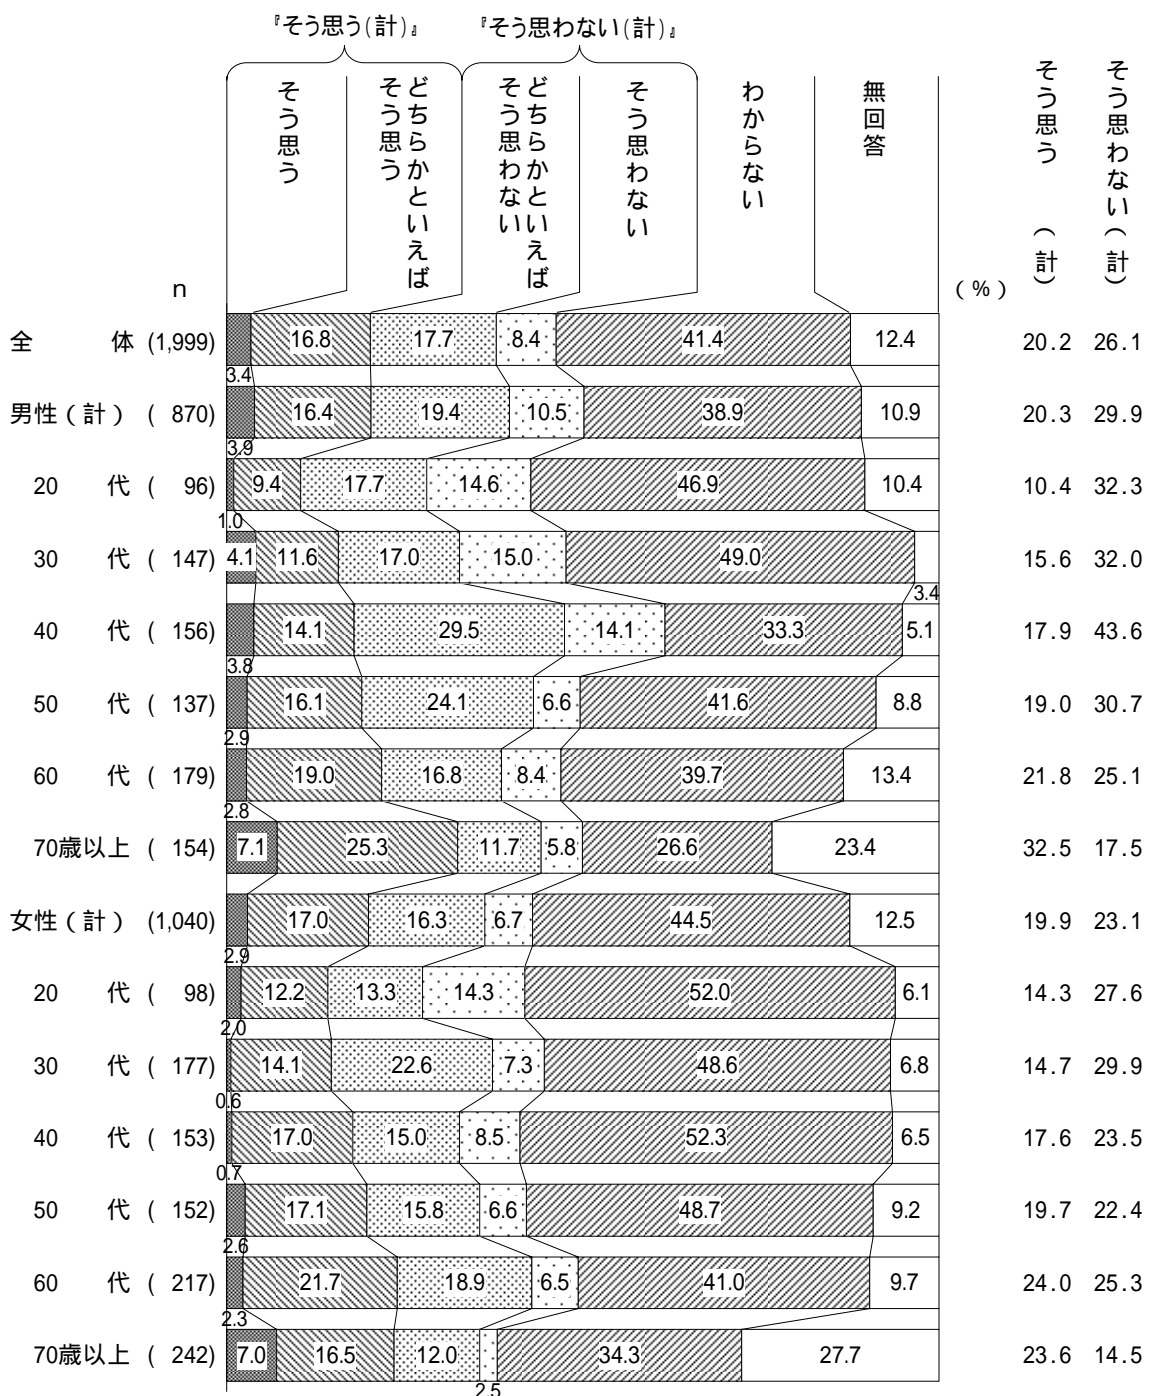 『そう思う(計)』 『そう思わない(計)』
そう思う
どちらかといえば
そう思う
どちらかといえば
そう思わない
そう思わない
わからない
無回答
そう思う (計)
そう思わない(計)
n (%)
全 体 (1,999) 3.4 16.8 17.7 8.4 41.4 12.4 20.2 26.1
男性(計) ( 870) 3.9 16.4 19.4 10.5 38.9 10.9 20.3 29.9
20 代 ( 96) 1.0 9.4 17.7 14.6 46.9 10.4 10.4 32.3
30 代 ( 147) 4.1 11.6 17.0 15.0 49.0 3.4 15.6 32.0
40 代 ( 156) 3.8 14.1 29.5 14.1 33.3 5.1 17.9 43.6
50 代 ( 137) 2.9 16.1 24.1 6.6 41.6 8.8 19.0 30.7
60 代 ( 179) 2.8 19.0 16.8 8.4 39.7 13.4 21.8 25.1
70歳以上 ( 154) 7.1 25.3 11.7 5.8 26.6 23.4 32.5 17.5
女性(計) (1,040) 2.9 17.0 16.3 6.7 44.5 12.5 19.9 23.1
20 代 ( 98) 2.0 12.2 13.3 14.3 52.0 6.1 14.3 27.6
30 代 ( 177) 0.6 14.1 22.6 7.3 48.6 6.8 14.7 29.9
40 代 ( 153) 0.7 17.0 15.0 8.5 52.3 6.5 17.6 23.5
50 代 ( 152) 2.6 17.1 15.8 6.6 48.7 9.2 19.7 22.4
60 代 ( 217) 2.3 21.7 18.9 6.5 41.0 9.7 24.0 25.3
70歳以上 ( 242) 7.0 16.5 12.0 2.5 34.3 27.7 23.6 14.5